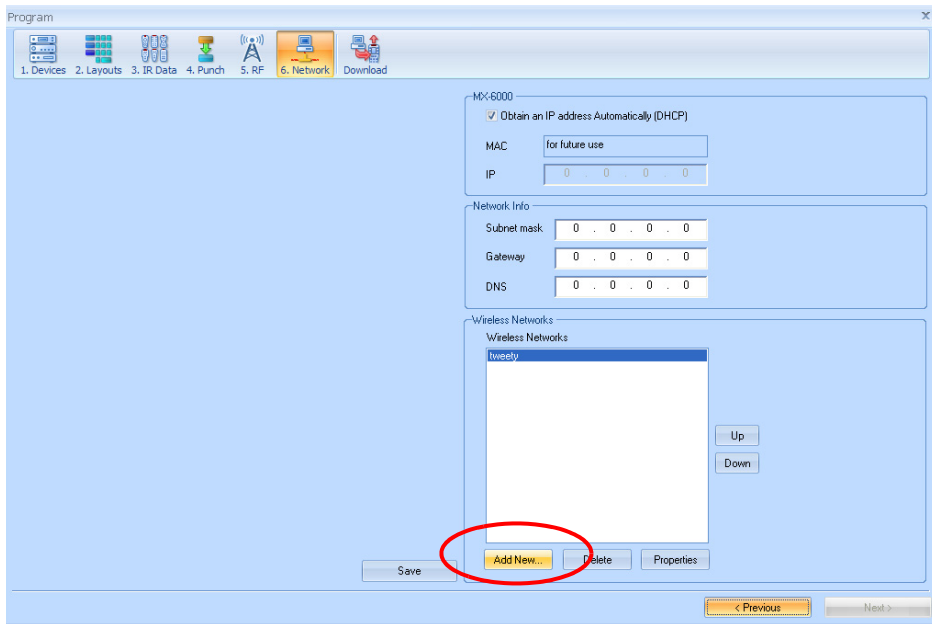 Program x
1. Devices 2. Layouts 3. IR Data 4. Punch 5. RF 6. Network Download
MX-6000
Obtain an IP address Automatically (DHCP)
MAC for future use
IP 0 . 0 . 0 . 0
Network Info
Subnet mask 0 . 0 . 0 . 0
Gateway 0 . 0 . 0 . 0
DNS 0 . 0 . 0 . 0
Wireless Networks
Wireless Networks
tweety
Up
Down
Add New... Delete Properties
Save
< Previous Next >